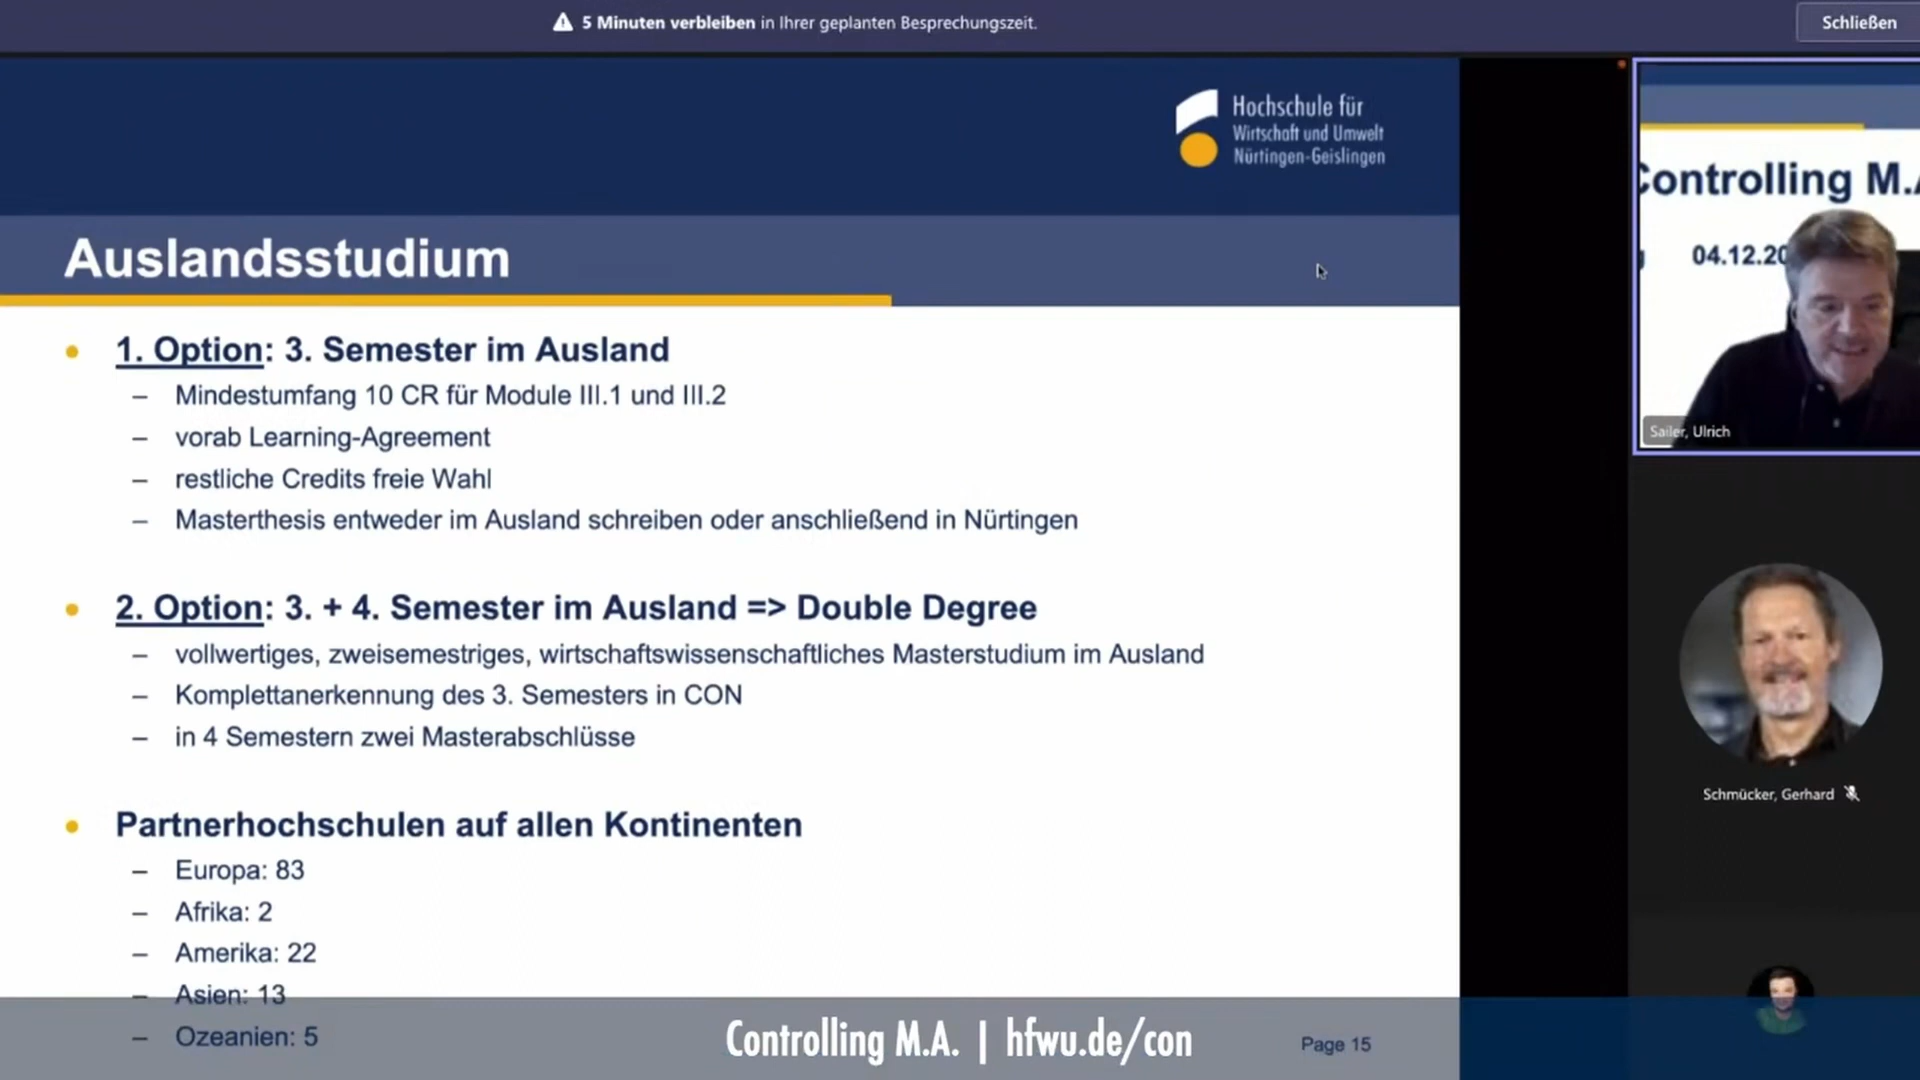 5 Minuten verbleiben in Ihrer geplanten Besprechungszeit.
Schließen
Hochschule für
Wirtschaft und Umwelt
Nürtingen-Geislingen
Auslandsstudium
• 1. Option: 3. Semester im Ausland
– Mindestumfang 10 CR für Module III.1 und III.2
– vorab Learning-Agreement
– restliche Credits freie Wahl
– Masterthesis entweder im Ausland schreiben oder anschließend in Nürtingen
• 2. Option: 3. + 4. Semester im Ausland => Double Degree
– vollwertiges, zweisemestriges, wirtschaftswissenschaftliches Masterstudium im Ausland
– Komplettanerkennung des 3. Semesters in CON
– in 4 Semestern zwei Masterabschlüsse
• Partnerhochschulen auf allen Kontinenten
– Europa: 83
– Afrika: 2
– Amerika: 22
– Asien: 13
– Ozeanien: 5
Page 15
Controlling M.A. | hfwu.de/con
Controlling M.A
04.12.20
Sailer, Ulrich
Schmücker, Gerhard